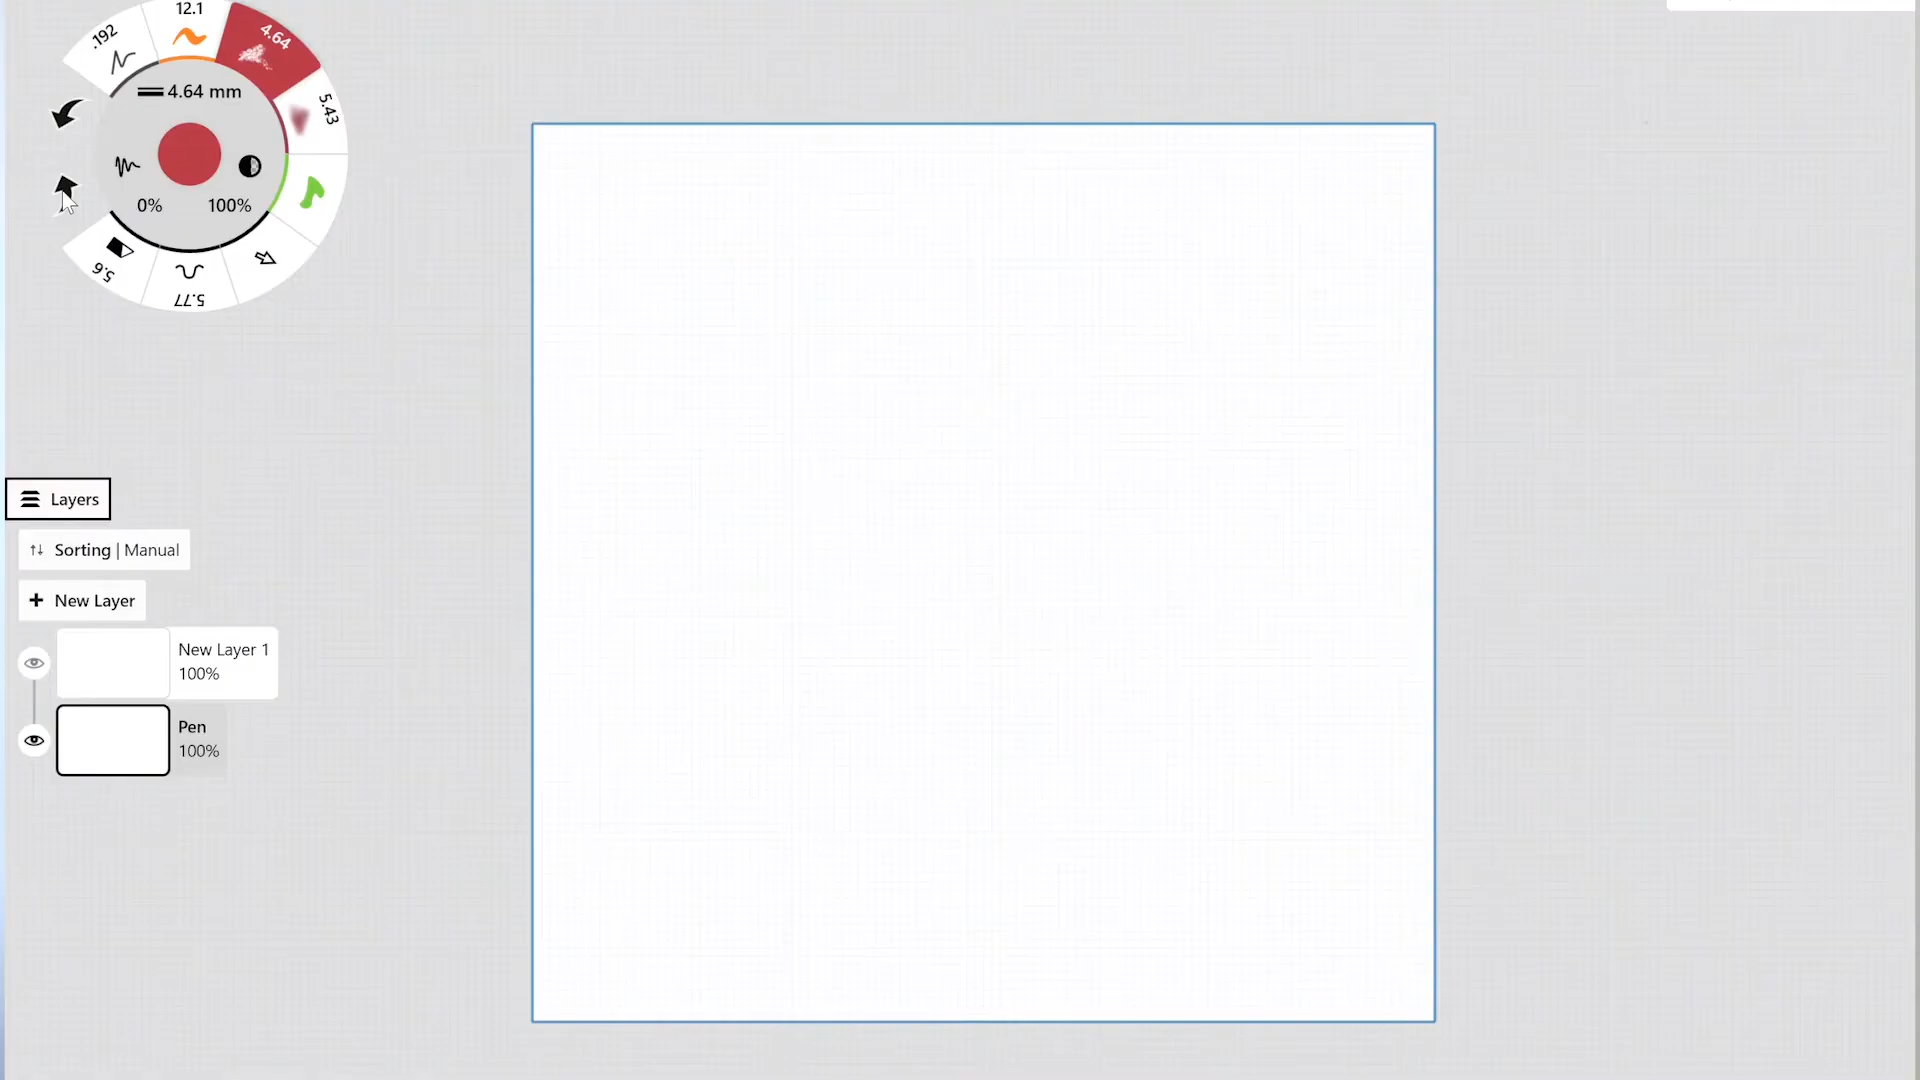 12.1
.192
4.64
4.64 mm
5.43
0%
100%
5.6
5.77
Layers
Sorting | Manual
New Layer
New Layer 1
100%
Pen
100%